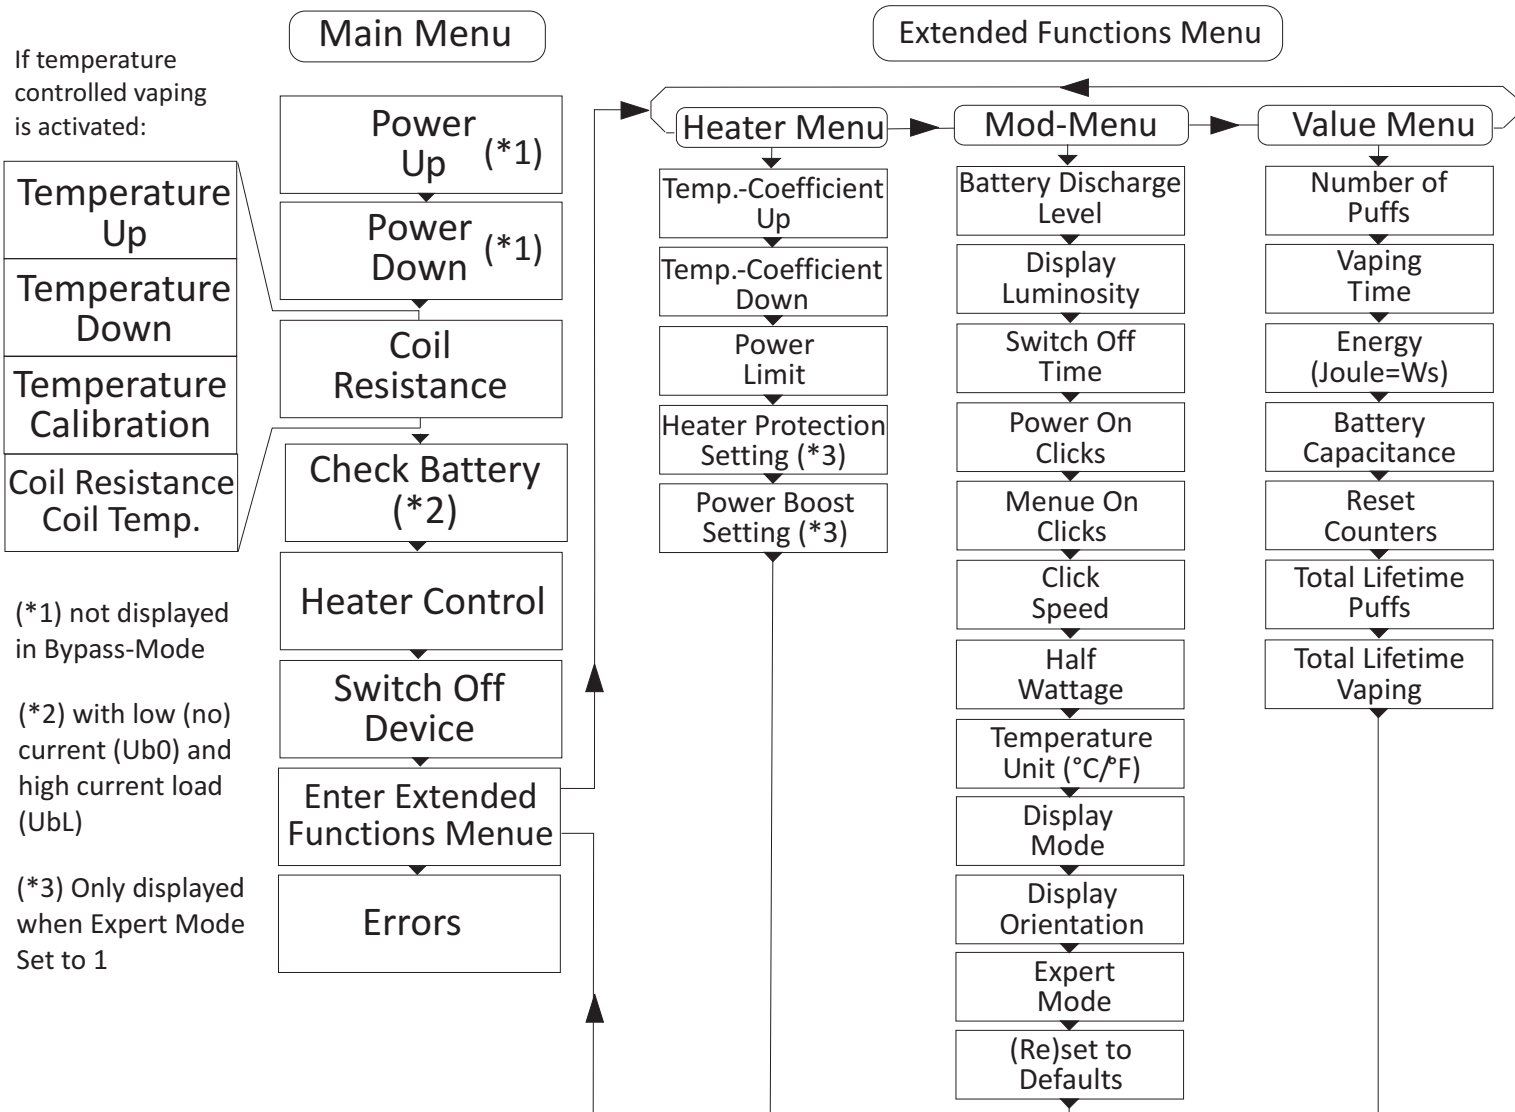 If temperature
controlled vaping
is activated:
Temperature
Up
Temperature
Down
Temperature
Calibration
Coil Resistance
Coil Temp.
(*1) not displayed
in Bypass-Mode
(*2) with low (no)
current (Ub0) and
high current load
(UbL)
(*3) Only displayed
when Expert Mode
Set to 1
Main Menu
Power
Up (*1)
Power
Down (*1)
Coil
Resistance
Check Battery
(*2)
Heater Control
Switch Off
Device
Enter Extended
Functions Menue
Errors
Extended Functions Menu
Heater Menu
Temp.-Coefficient
Up
Temp.-Coefficient
Down
Power
Limit
Heater Protection
Setting (*3)
Power Boost
Setting (*3)
Mod-Menu
Battery Discharge
Level
Display
Luminosity
Switch Off
Time
Power On
Clicks
Menue On
Clicks
Click
Speed
Half
Wattage
Temperature
Unit (°C/°F)
Display
Mode
Display
Orientation
Expert
Mode
(Re)set to
Defaults
Value Menu
Number of
Puffs
Vaping
Time
Energy
(Joule=Ws)
Battery
Capacitance
Reset
Counters
Total Lifetime
Puffs
Total Lifetime
Vaping